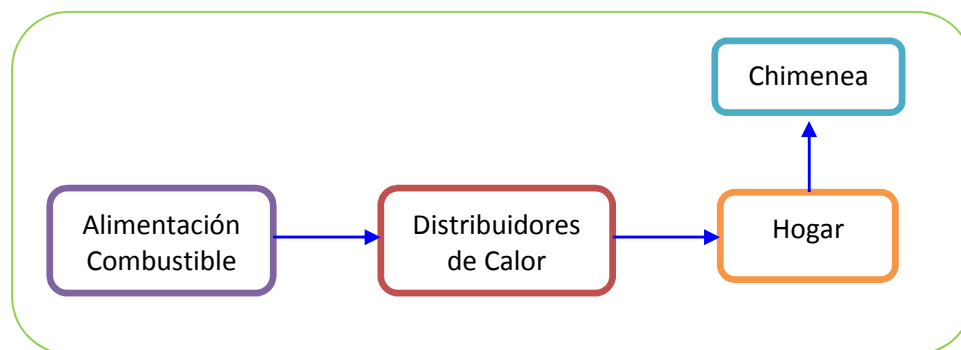 Chimenea
Alimentación
Combustible
Distribuidores
de Calor
Hogar